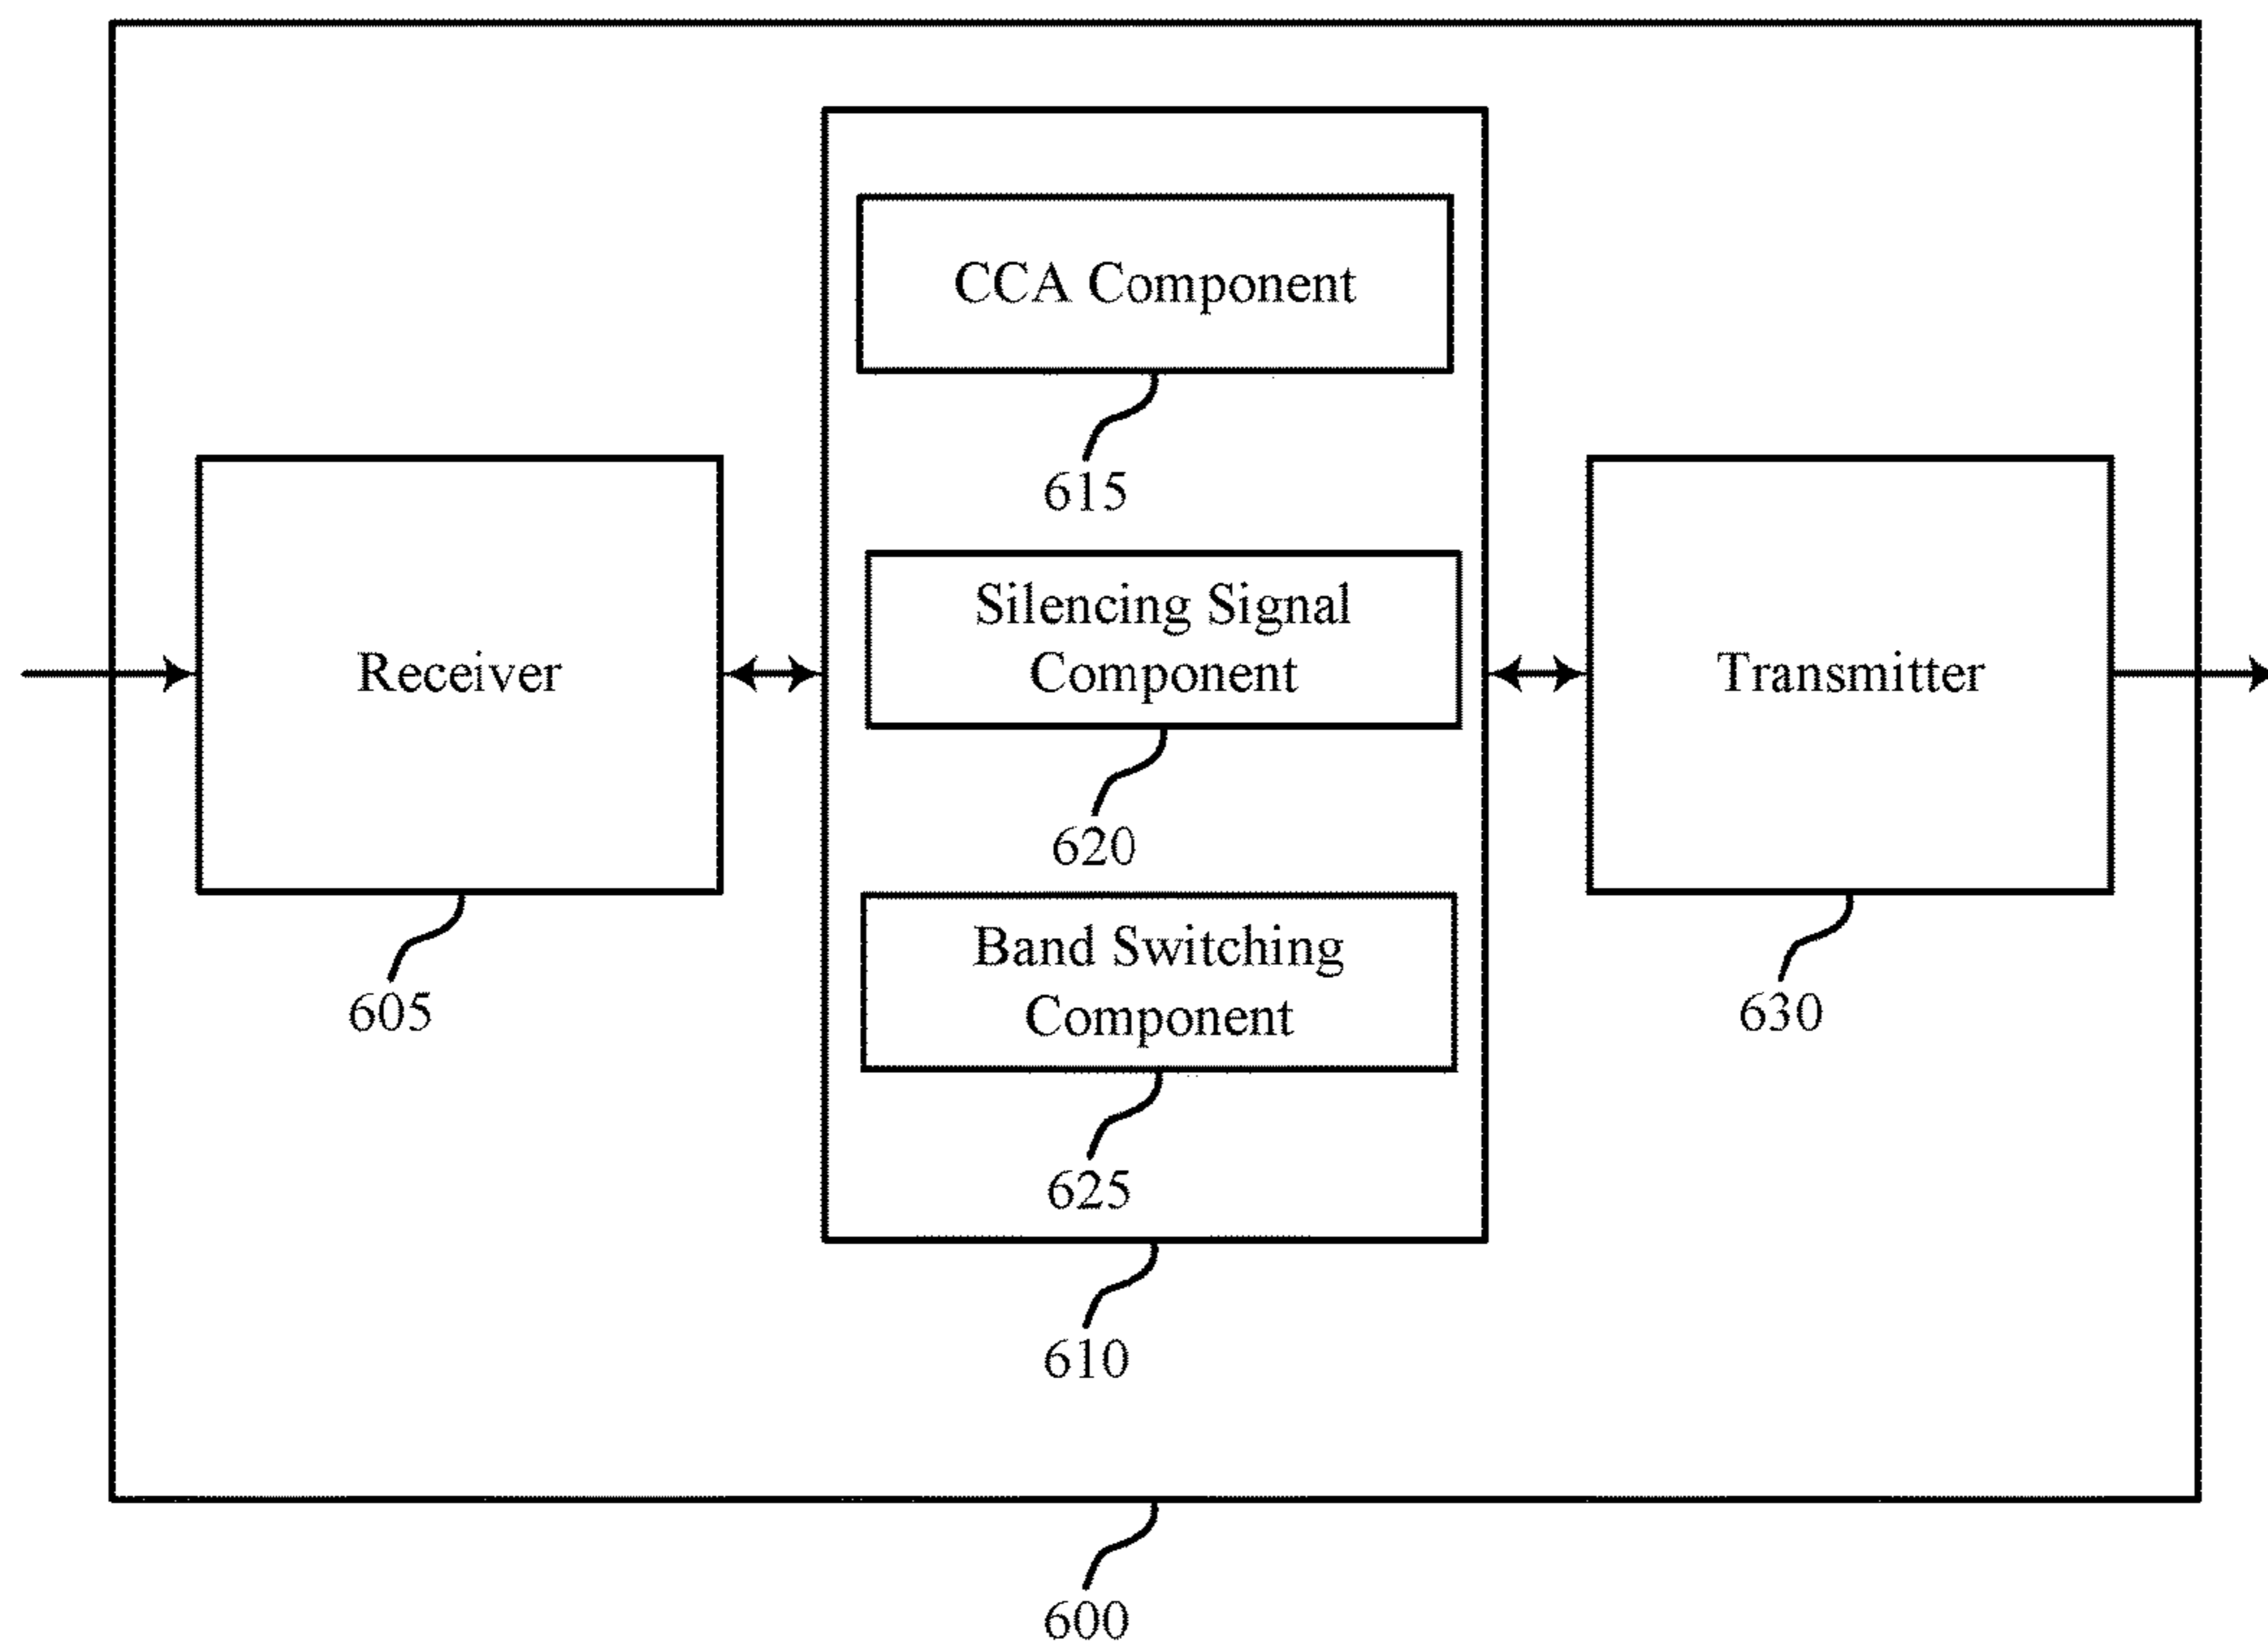 CCA Component
615
Receiver
605
Silencing Signal
Component
620
Transmitter
630
Band Switching
Component
625
610
600